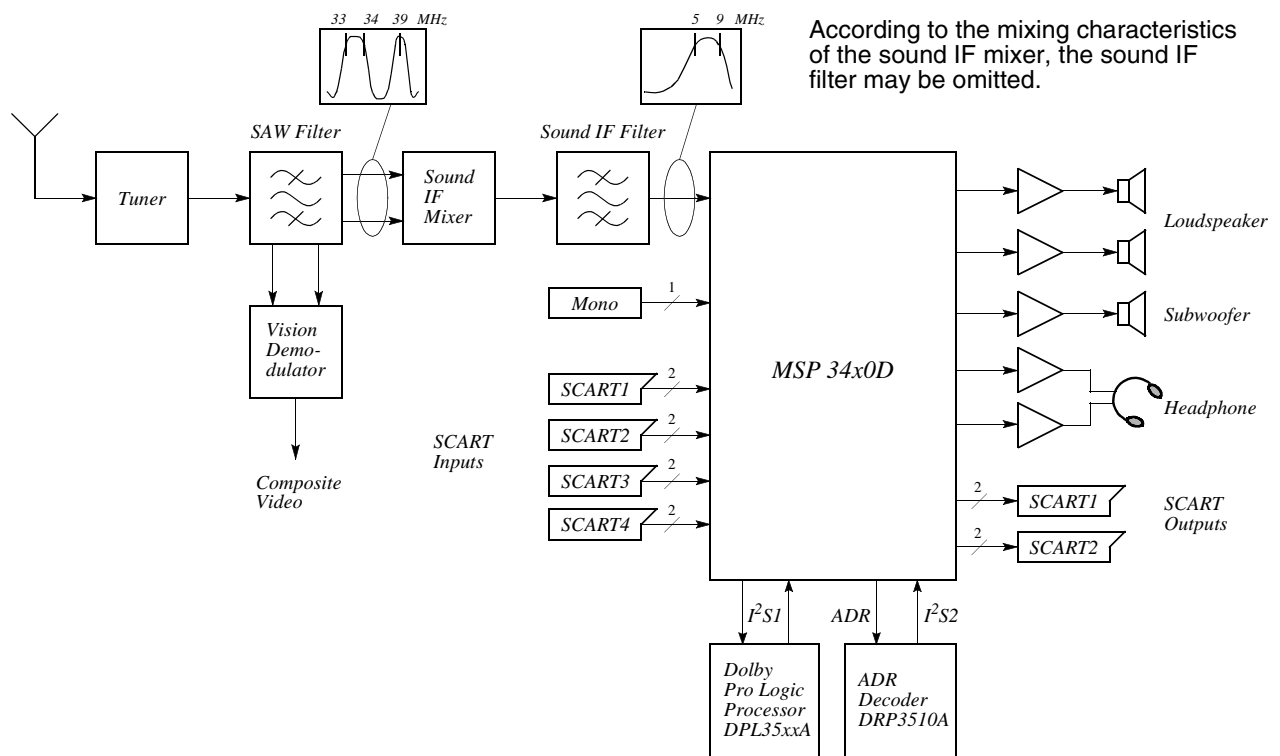 33 34 39 MHz
5 9 MHz
According to the mixing characteristics
of the sound IF mixer, the sound IF
filter may be omitted.
SAW Filter
Sound IF Filter
Tuner
Sound
IF
Mixer
Loudspeaker
Mono
1
Subwoofer
Vision
Demo-
dulator
MSP 34x0D
SCART1
2
Headphone
SCART
Inputs
SCART2
2
SCART3
2
SCART4
2
Composite
Video
2
SCART1
SCART
Outputs
2
SCART2
I²S1
ADR
I²S2
Dolby
Pro Logic
Processor
DPL35xxA
ADR
Decoder
DRP3510A